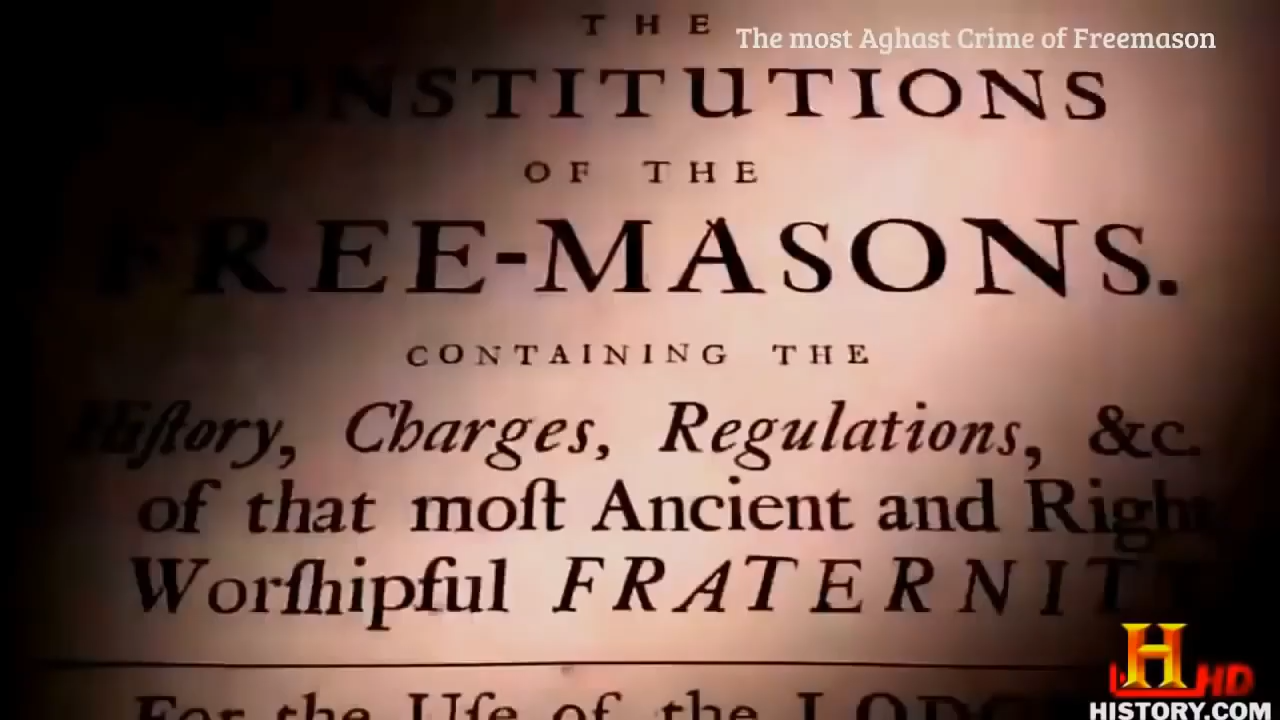 THE
The most Aghast Crime of Freemason
CONSTITUTIONS
OF THE
FREE-MASONS.
CONTAINING THE
Hiſtory, Charges, Regulations, &c.
of that moſt Ancient and Right
Worſhipful FRATERNIT
For the Uſe of the LODG
H HD
HISTORY.COM